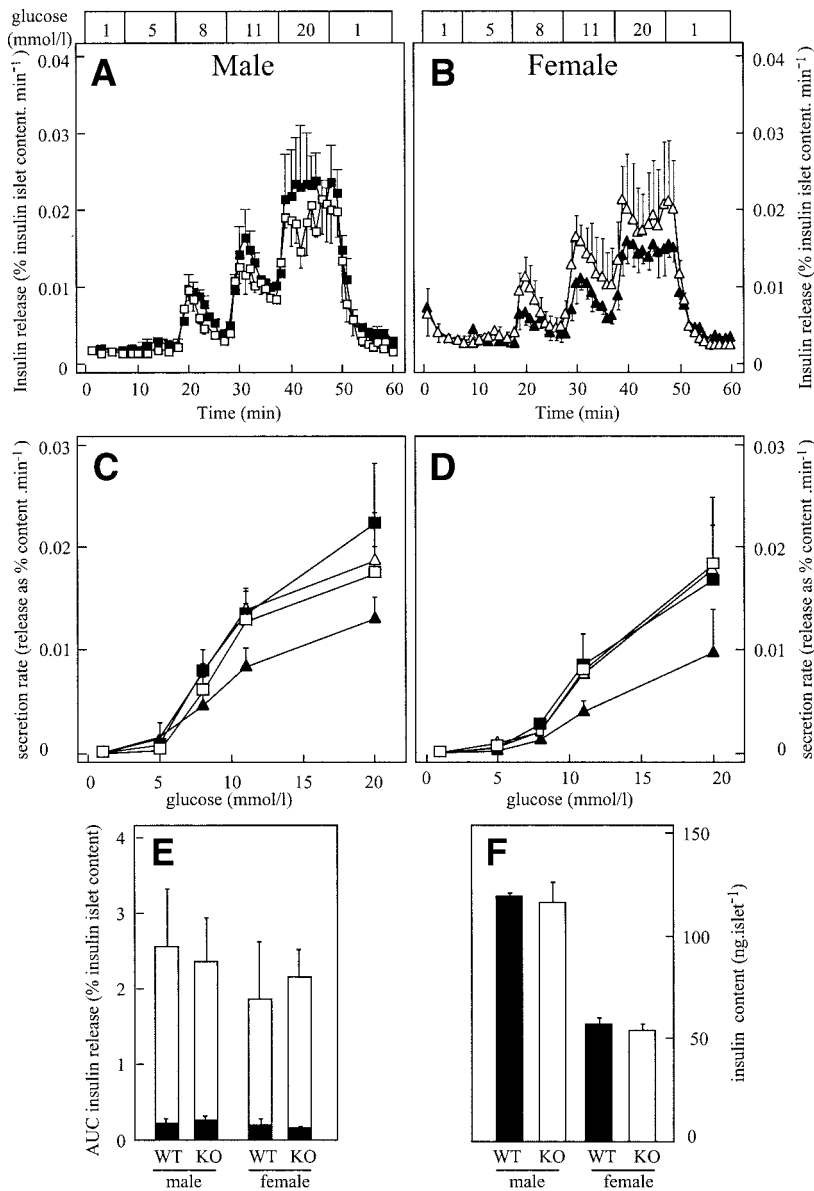 glucose
(mmol/l)
1 5 8 11 20 1
1 5 8 11 20 1
A Male
B Female
Insulin release (% insulin islet content. min⁻¹)
0.04
0.03
0.02
0.01
0
0 10 20 30 40 50 60
Time (min)
0.04
0.03
0.02
0.01
0
Insulin release (% insulin islet content. min⁻¹)
0 10 20 30 40 50 60
Time (min)
C
secretion rate (release as % content .min⁻¹)
0.03
0.02
0.01
0
0 5 10 15 20
glucose (mmol/l)
D
0.03
0.02
0.01
0
secretion rate (release as % content .min⁻¹)
0 5 10 15 20
glucose (mmol/l)
E
AUC insulin release (% insulin islet content)
4
3
2
1
0
WT KO WT KO
male female
F
150
100
50
0
insulin content (ng.islet⁻¹)
WT KO WT KO
male female